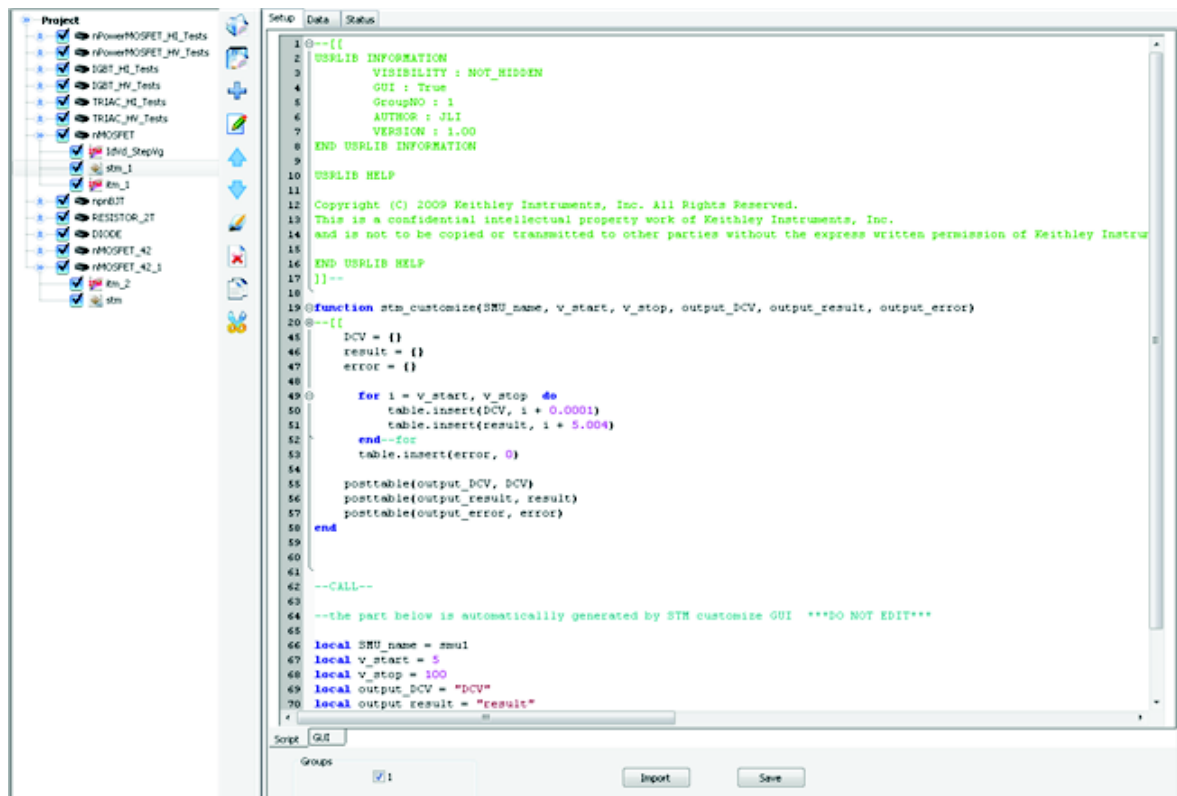 Project
nPowerMOSFET_HI_Tests
nPowerMOSFET_HV_Tests
IGBT_HI_Tests
IGBT_HV_Tests
TRIAC_HI_Tests
TRIAC_HV_Tests
nMOSFET
IdVd_StepVg
stm_1
itm_1
npnBJT
RESISTOR_2T
DIODE
nMOSFET_42
nMOSFET_42_1
itm_2
stm
Setup Data Status
1 --[[
2 USRLIB INFORMATION
3 VISIBILITY : NOT_HIDDEN
4 GUI : True
5 GroupNO : 1
6 AUTHOR : JLI
7 VERSION : 1.00
8 END USRLIB INFORMATION
9
10 USRLIB HELP
11
12 Copyright (C) 2009 Keithley Instruments, Inc. All Rights Reserved.
13 This is a confidential intellectual property work of Keithley Instruments, Inc.
14 and is not to be copied or transmitted to other parties without the express written permission of Keithley Instrum
15
16 END USRLIB HELP
17 ]]--
18
19 function stm_customize(SMU_name, v_start, v_stop, output_DCV, output_result, output_error)
20 --[[
45 DCV = {}
46 result = {}
47 error = {}
48
49 for i = v_start, v_stop do
50 table.insert(DCV, i + 0.0001)
51 table.insert(result, i + 5.004)
52 end--for
53 table.insert(error, 0)
54
55 posttable(output_DCV, DCV)
56 posttable(output_result, result)
57 posttable(output_error, error)
58 end
59
60
61
62 --CALL--
63
64 --the part below is automaticallly generated by STM customize GUI ***DO NOT EDIT***
65
66 local SMU_name = smu1
67 local v_start = 5
68 local v_stop = 100
69 local output_DCV = "DCV"
70 local output_result = "result"
Script GUI
Groups
1
Import Save